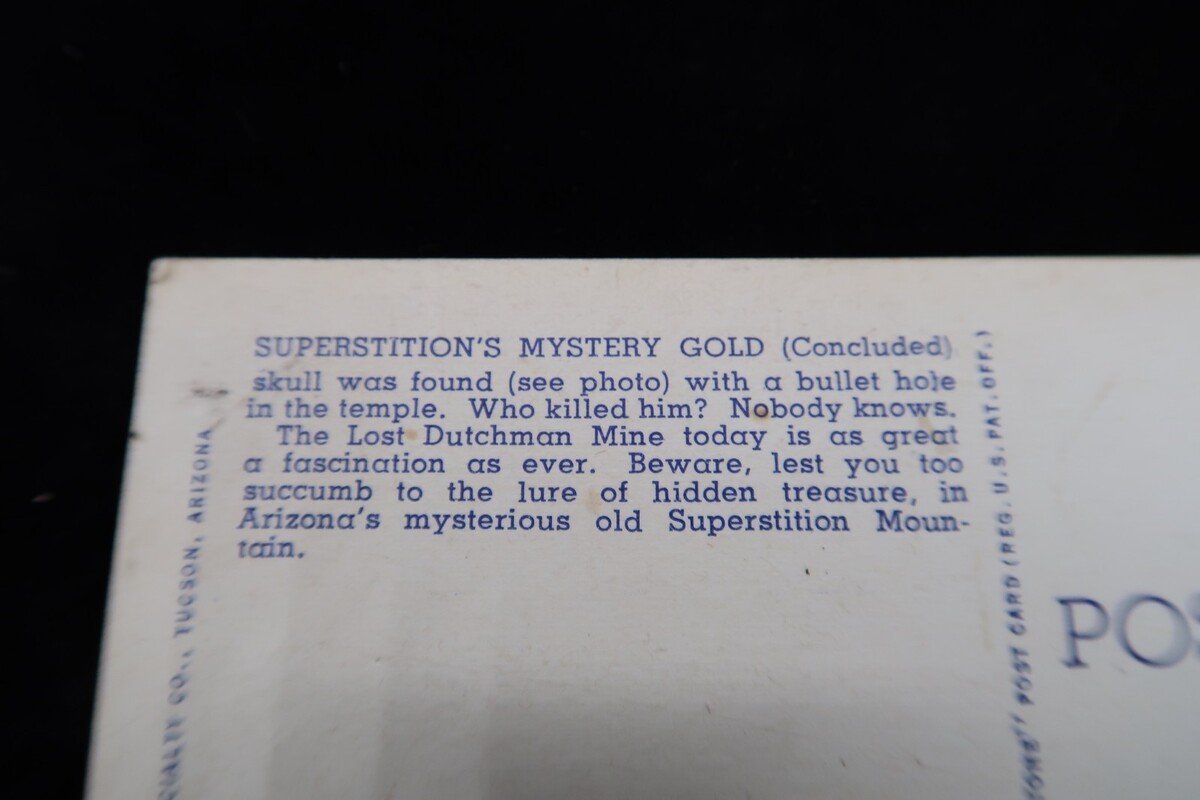 SUPERSTITION'S MYSTERY GOLD (Concluded)
skull was found (see photo) with a bullet hole
in the temple. Who killed him? Nobody knows.
The Lost Dutchman Mine today is as great
a fascination as ever. Beware, lest you too
succumb to the lure of hidden treasure, in
Arizona's mysterious old Superstition Moun-
tain.
CO., TUCSON, ARIZONA
POST CARD (REG. U.S. PAT. OFF.)